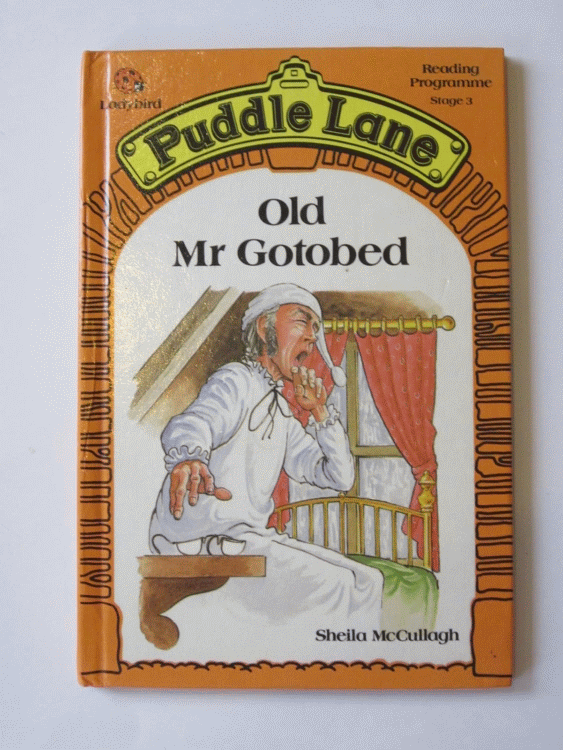 Ladybird
Reading
Programme
Stage 3
Puddle Lane
Old
Mr Gotobed
Sheila McCullagh